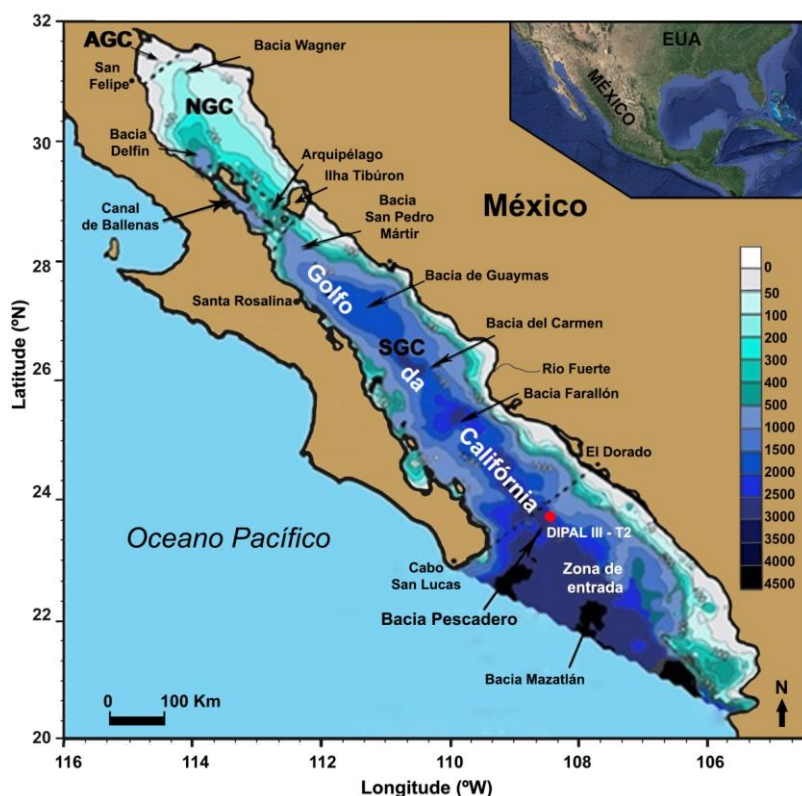 EUA
MÉXICO
AGC
Bacia Wagner
San
Felipe
NGC
Bacia
Delfin
Arquipélago
Ilha Tibúron
Bacia
San Pedro
Mártir
Canal
de Ballenas
México
Golfo
da
Califórnia
Bacia de Guaymas
Santa Rosalina
SGC
Bacia del Carmen
Rio Fuerte
Bacia Farallón
El Dorado
Oceano Pacífico
DIPAL III - T2
Cabo
San Lucas
Zona de
entrada
Bacia Pescadero
Bacia Mazatlán
0 100 Km
N
0
50
100
200
300
400
500
1000
1500
2000
2500
3000
3500
4000
4500
Latitude (ºN)
32
30
28
26
24
22
20
116 114 112 110 108 106
Longitude (ºW)